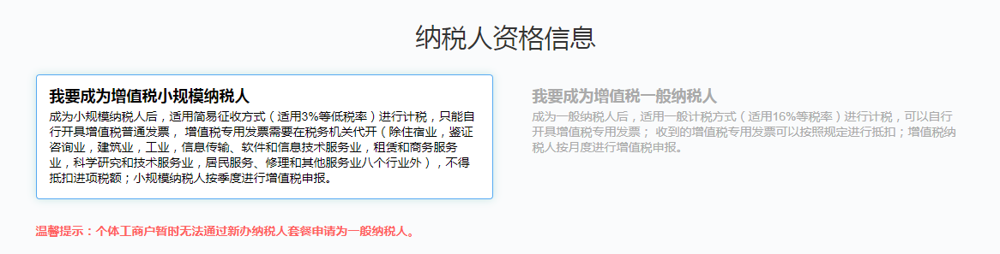 纳税人资格信息
我要成为增值税小规模纳税人
成为小规模纳税人后，适用简易征收方式（适用3%等低税率）进行计税，只能自
行开具增值税普通发票， 增值税专用发票需要在税务机关代开（除住宿业，鉴证
咨询业，建筑业，工业，信息传输、软件和信息技术服务业，租赁和商务服务
业，科学研究和技术服务业，居民服务、修理和其他服务业八个行业外），不得
抵扣进项税额；小规模纳税人按季度进行增值税申报。
我要成为增值税一般纳税人
成为一般纳税人后，适用一般计税方式（适用16%等税率）进行计税，可以自行
开具增值税专用发票； 收到的增值税专用发票可以按照规定进行抵扣；增值税纳
税人按月度进行增值税申报。
温馨提示：个体工商户暂时无法通过新办纳税人套餐申请为一般纳税人。